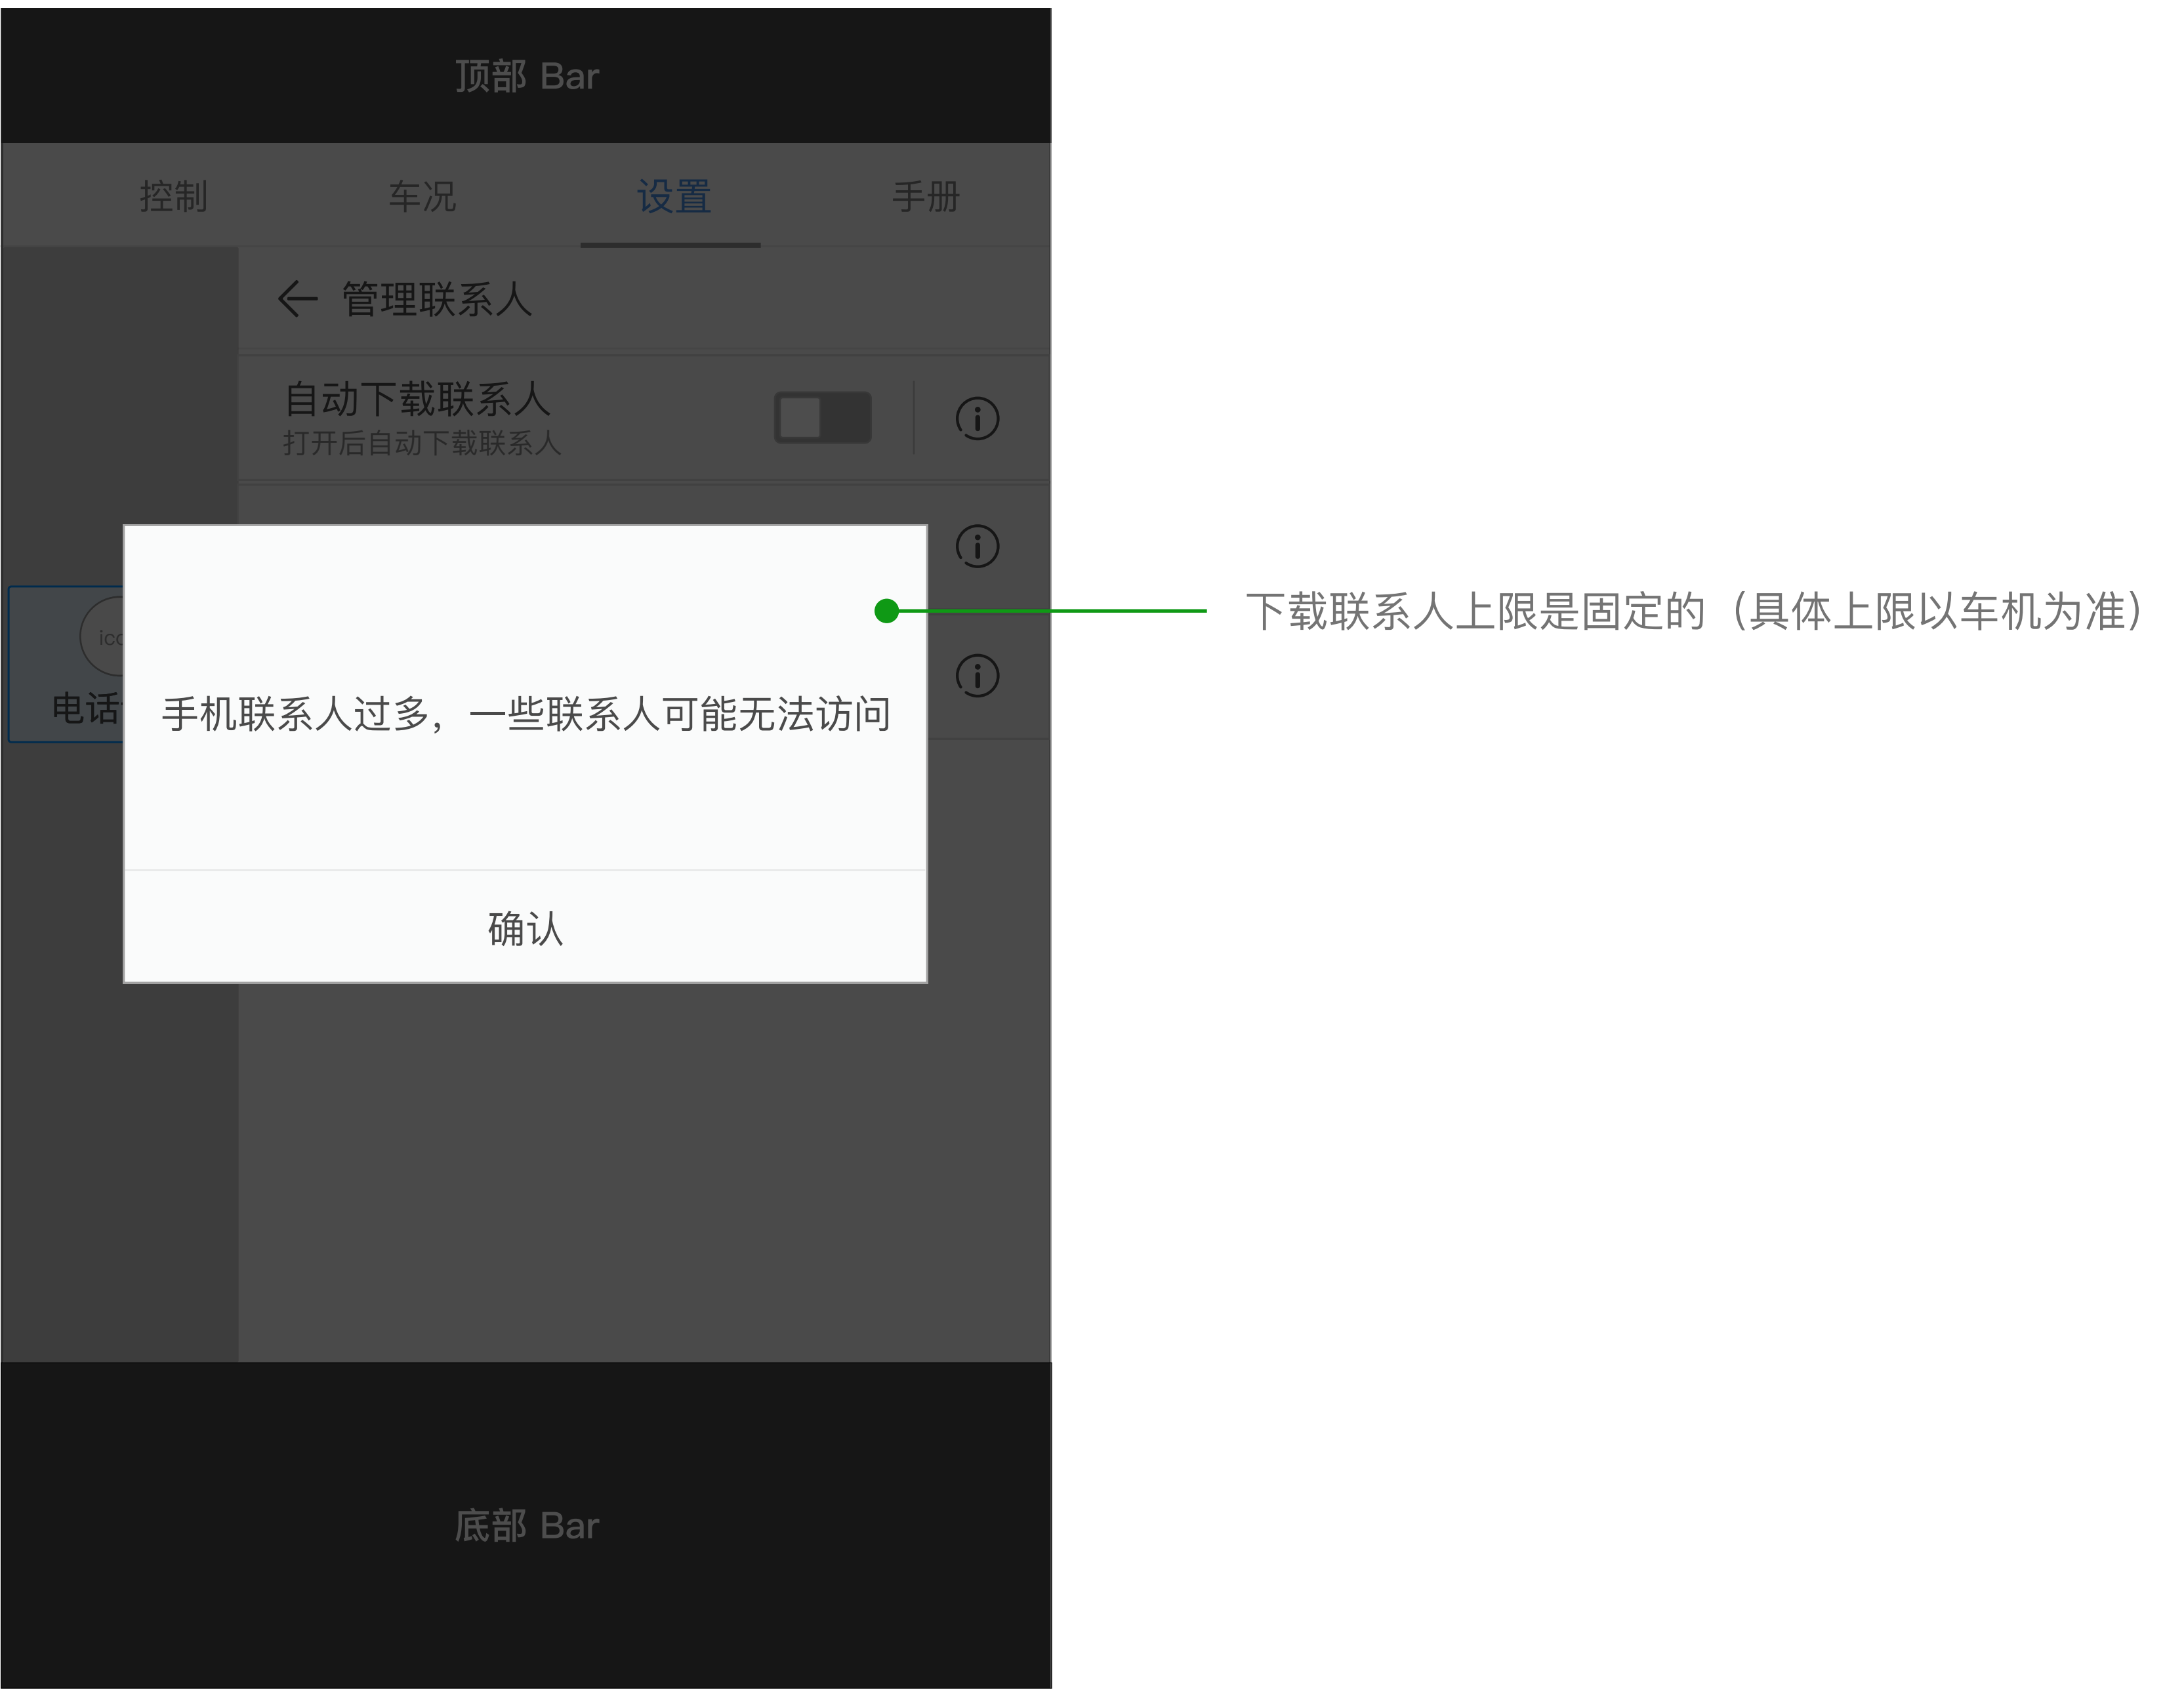 顶部 Bar
控制
车况
设置
手册
管理联系人
自动下载联系人
打开后自动下载联系人
下载联系人上限是固定的（具体上限以车机为准）
电话
手机联系人过多，一些联系人可能无法访问
确认
底部 Bar